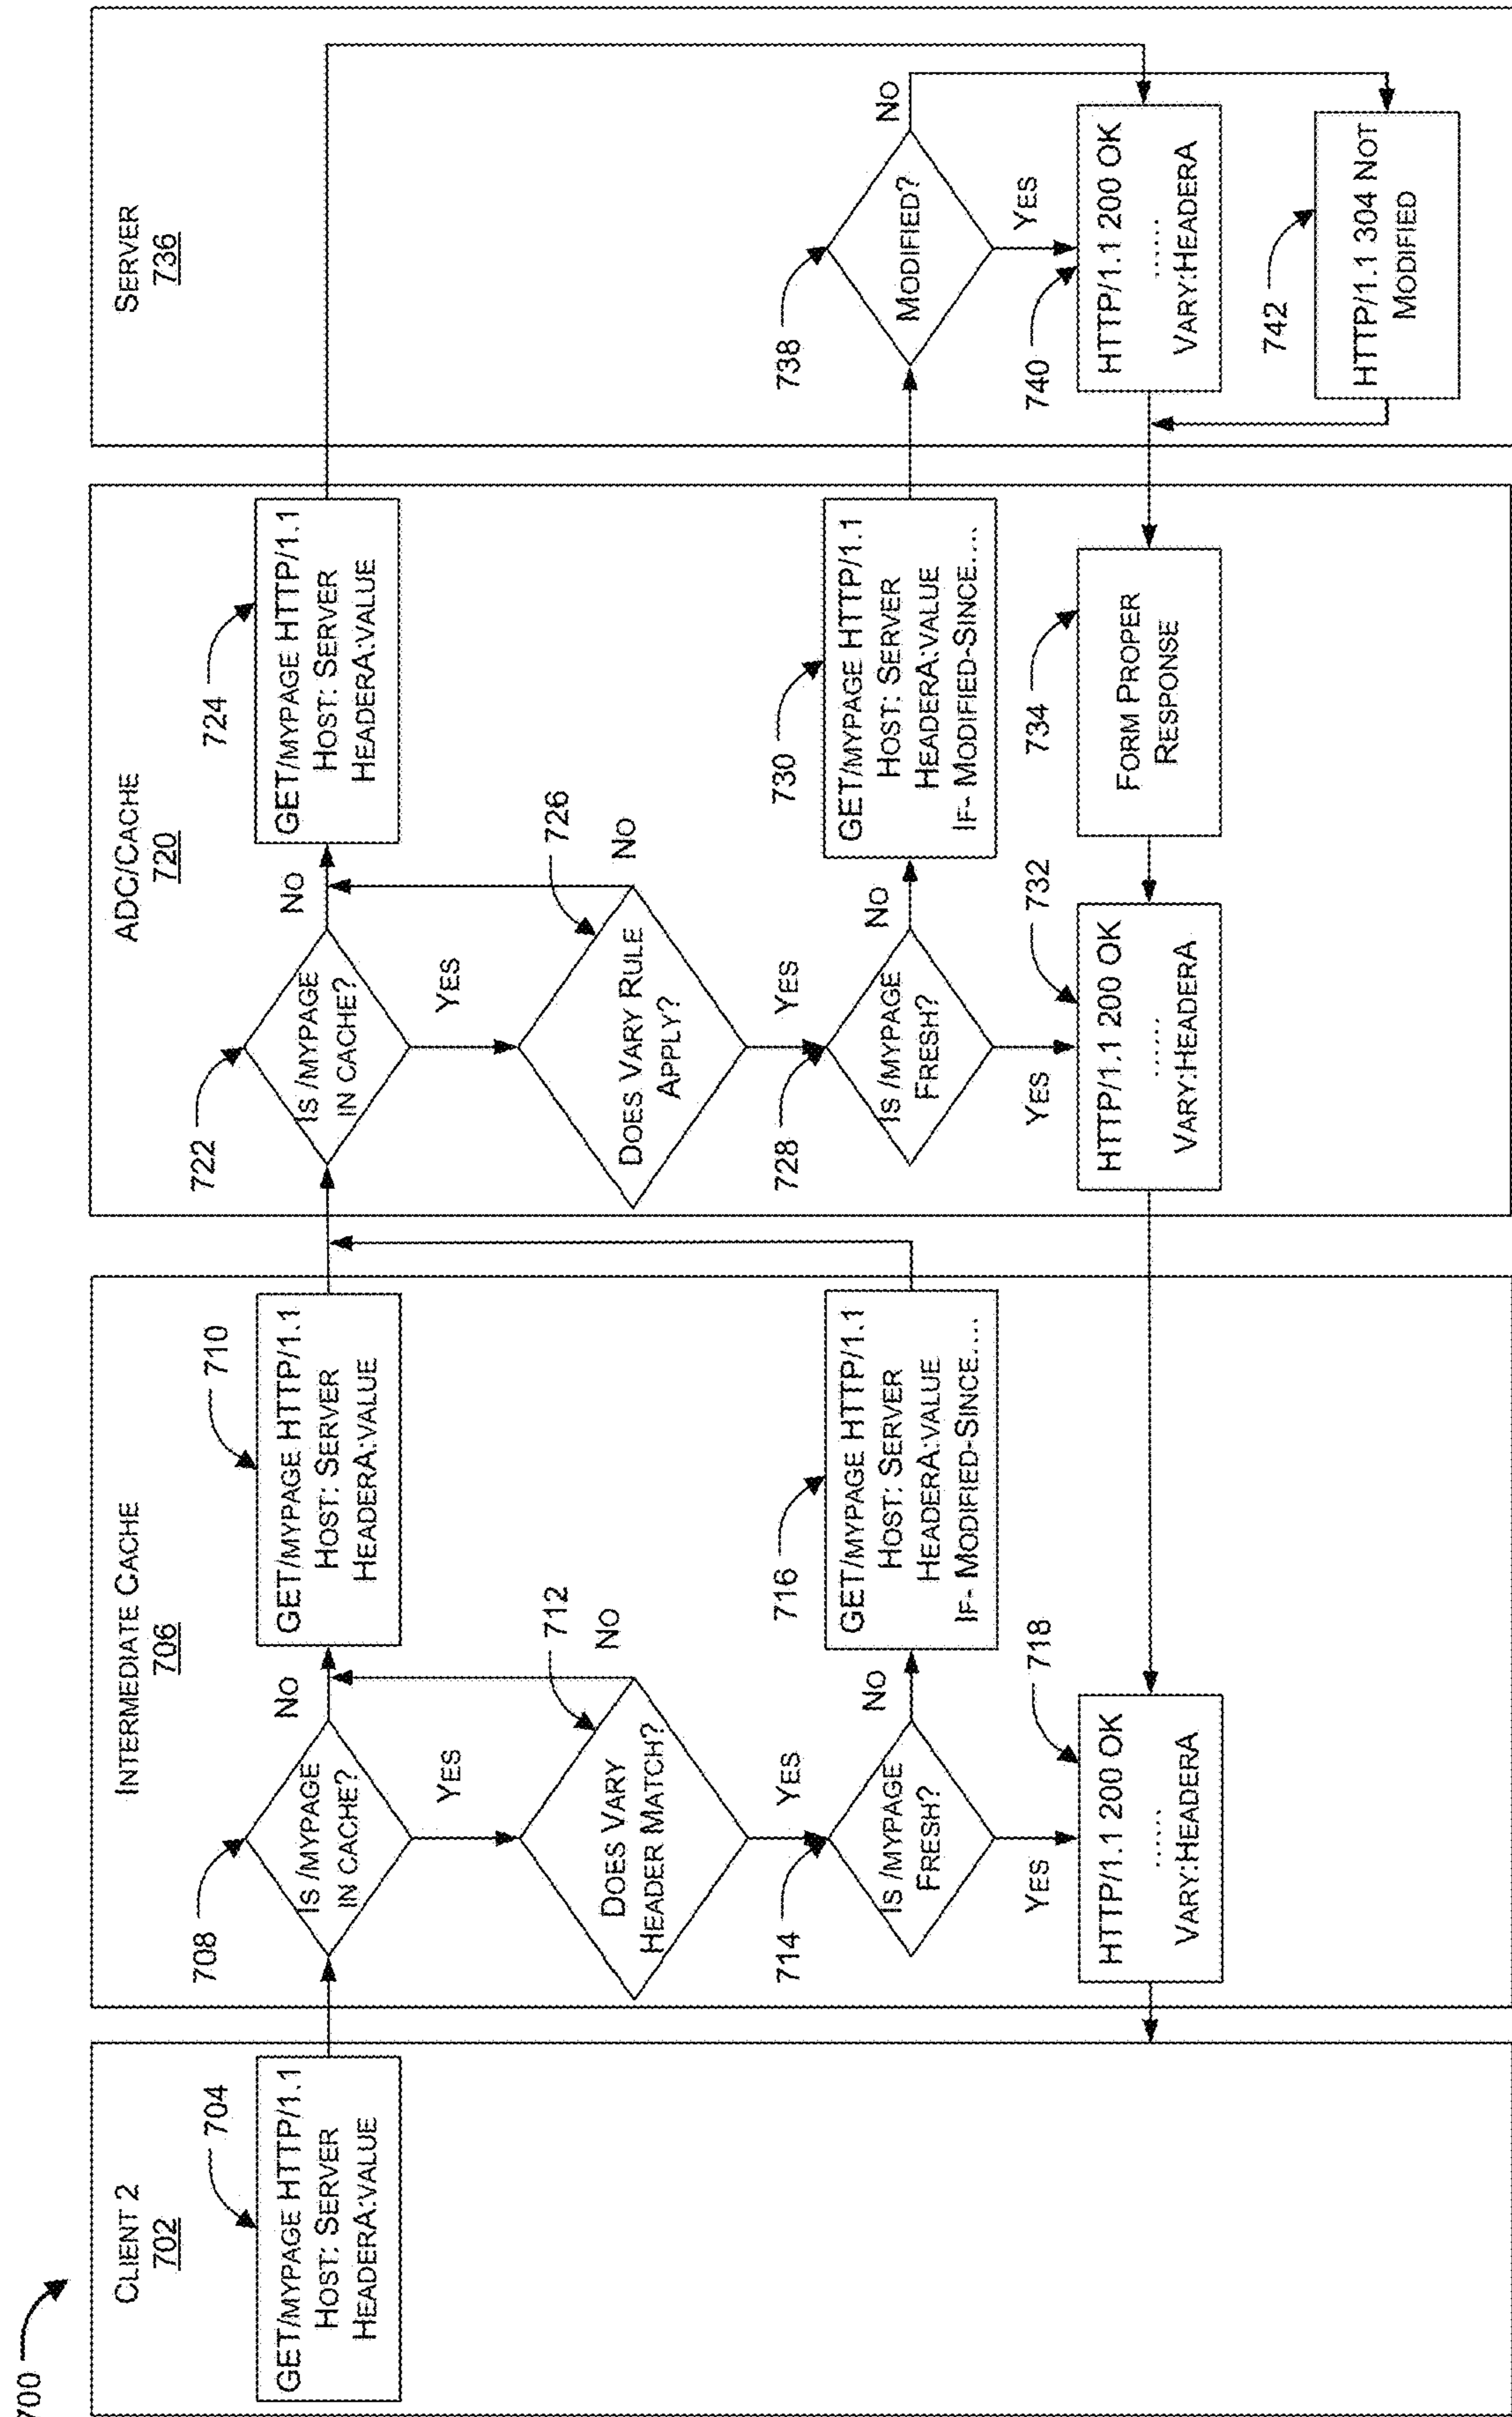 700
CLIENT 2
702
704
GET/MYPAGE HTTP/1.1
HOST: SERVER
HEADERA:VALUE
INTERMEDIATE CACHE
706
708
IS /MYPAGE
IN CACHE?
NO
YES
710
GET/MYPAGE HTTP/1.1
HOST: SERVER
HEADERA:VALUE
712
DOES VARY
HEADER MATCH?
NO
YES
714
IS /MYPAGE
FRESH?
NO
YES
716
GET/MYPAGE HTTP/1.1
HOST: SERVER
HEADERA:VALUE
IF- MODIFIED-SINCE....
718
HTTP/1.1 200 OK
......
VARY:HEADERA
ADC/CACHE
720
722
IS /MYPAGE
IN CACHE?
NO
YES
724
GET/MYPAGE HTTP/1.1
HOST: SERVER
HEADERA:VALUE
726
DOES VARY RULE
APPLY?
NO
YES
728
IS /MYPAGE
FRESH?
NO
YES
730
GET/MYPAGE HTTP/1.1
HOST: SERVER
HEADERA:VALUE
IF- MODIFIED-SINCE....
732
HTTP/1.1 200 OK
.....
VARY:HEADERA
734
FORM PROPER
RESPONSE
SERVER
736
738
MODIFIED?
NO
YES
740
HTTP/1.1 200 OK
.....
VARY:HEADERA
742
HTTP/1.1 304 NOT
MODIFIED